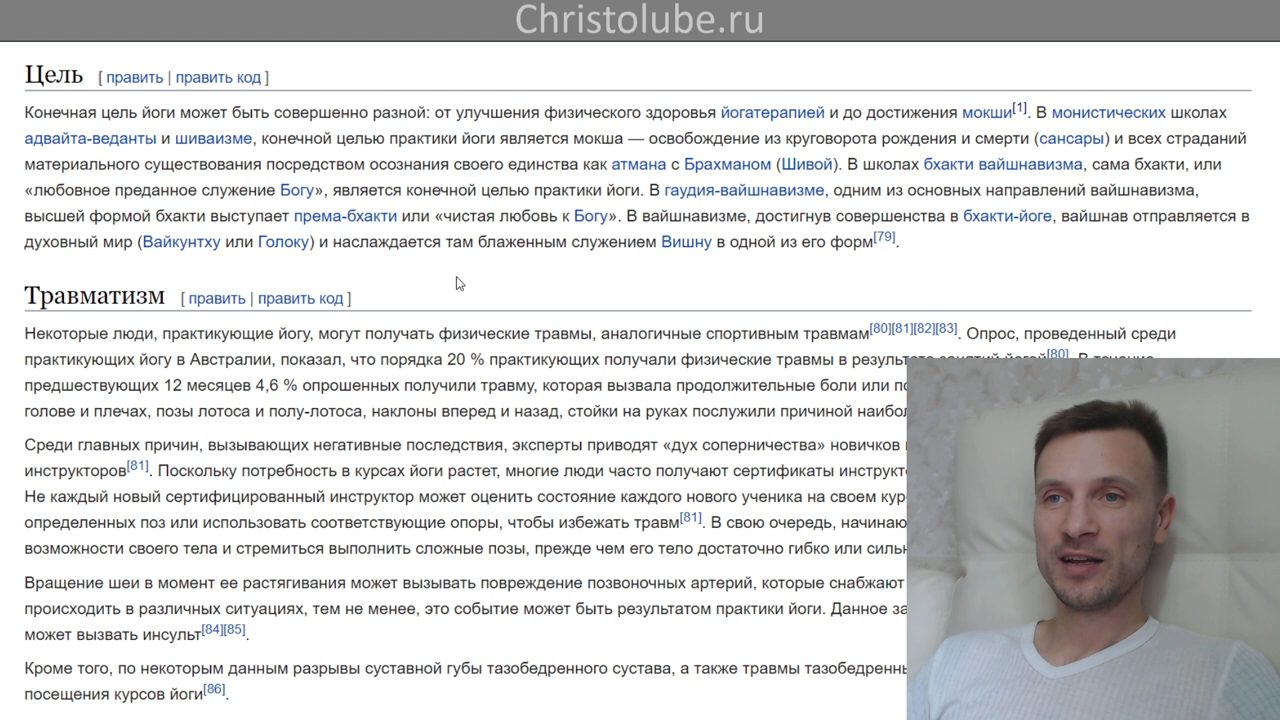 Christolube.ru
Цель [ править | править код ]
Конечная цель йоги может быть совершенно разной: от улучшения физического здоровья йогатерапией и до достижения мокши[1]. В монистических школах
адвайта-веданты и шиваизме, конечной целью практики йоги является мокша — освобождение из круговорота рождения и смерти (сансары) и всех страданий
материального существования посредством осознания своего единства как атмана с Брахманом (Шивой). В школах бхакти вайшнавизма, сама бхакти, или
«любовное преданное служение Богу», является конечной целью практики йоги. В гаудия-вайшнавизме, одним из основных направлений вайшнавизма,
высшей формой бхакти выступает према-бхакти или «чистая любовь к Богу». В вайшнавизме, достигнув совершенства в бхакти-йоге, вайшнав отправляется в
духовный мир (Вайкунтху или Голоку) и наслаждается там блаженным служением Вишну в одной из его форм[79].
Травматизм [ править | править код ]
Некоторые люди, практикующие йогу, могут получать физические травмы, аналогичные спортивным травмам[80][81][82][83]. Опрос, проведенный среди
практикующих йогу в Австралии, показал, что порядка 20 % практикующих получали физические травмы в результате занятий йогой[80]. В течение
предшествующих 12 месяцев 4,6 % опрошенных получили травму, которая вызвала продолжительные боли или
голове и плечах, позы лотоса и полу-лотоса, наклоны вперед и назад, стойки на руках послужили причиной
Среди главных причин, вызывающих негативные последствия, эксперты приводят «дух соперничества» новичков
инструкторов[81]. Поскольку потребность в курсах йоги растет, многие люди часто получают сертификаты
Не каждый новый сертифицированный инструктор может оценить состояние каждого нового ученика на своем
определенных поз или использовать соответствующие опоры, чтобы избежать травм[81]. В свою очередь,
возможности своего тела и стремиться выполнить сложные позы, прежде чем его тело достаточно гибко или
Вращение шеи в момент ее растягивания может вызывать повреждение позвоночных артерий, которые снабжают
происходить в различных ситуациях, тем не менее, это событие может быть результатом практики йоги. Данное
может вызвать инсульт[84][85].
Кроме того, по некоторым данным разрывы суставной губы тазобедренного сустава, а также травмы
посещения курсов йоги[86].